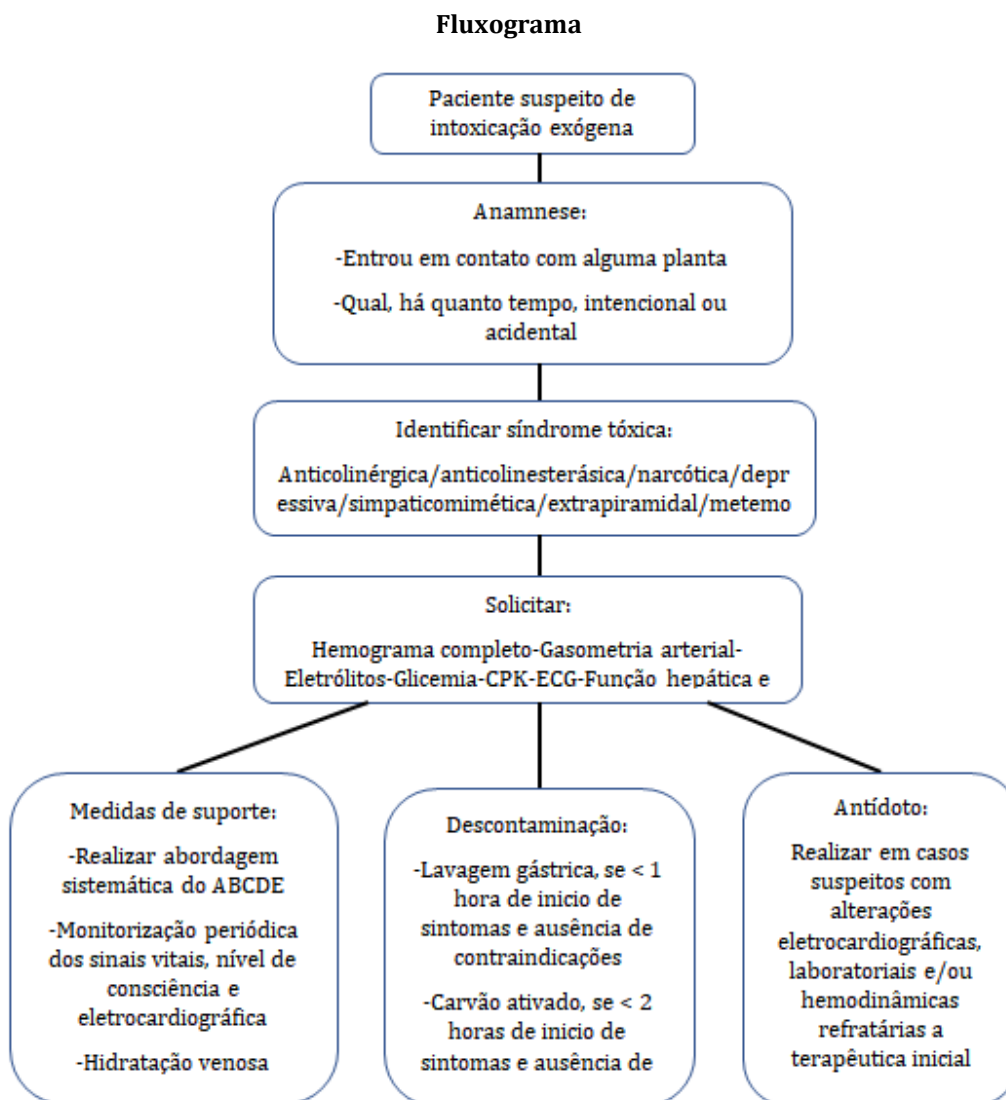 Fluxograma
Paciente suspeito de
intoxicação exógena
Anamnese:
-Entrou em contato com alguma planta
-Qual, há quanto tempo, intencional ou
acidental
Identificar síndrome tóxica:
Anticolinérgica/anticolinesterásica/narcótica/depr
essiva/simpaticomimética/extrapiramidal/metemo
Solicitar:
Hemograma completo-Gasometria arterial-
Eletrólitos-Glicemia-CPK-ECG-Função hepática e
Medidas de suporte:
-Realizar abordagem
sistemática do ABCDE
-Monitorização periódica
dos sinais vitais, nível de
consciência e
eletrocardiográfica
-Hidratação venosa
Descontaminação:
-Lavagem gástrica, se < 1
hora de inicio de
sintomas e ausência de
contraindicações
-Carvão ativado, se < 2
horas de inicio de
sintomas e ausência de
Antídoto:
Realizar em casos
suspeitos com
alterações
eletrocardiográficas,
laboratoriais e/ou
hemodinâmicas
refratárias a
terapêutica inicial